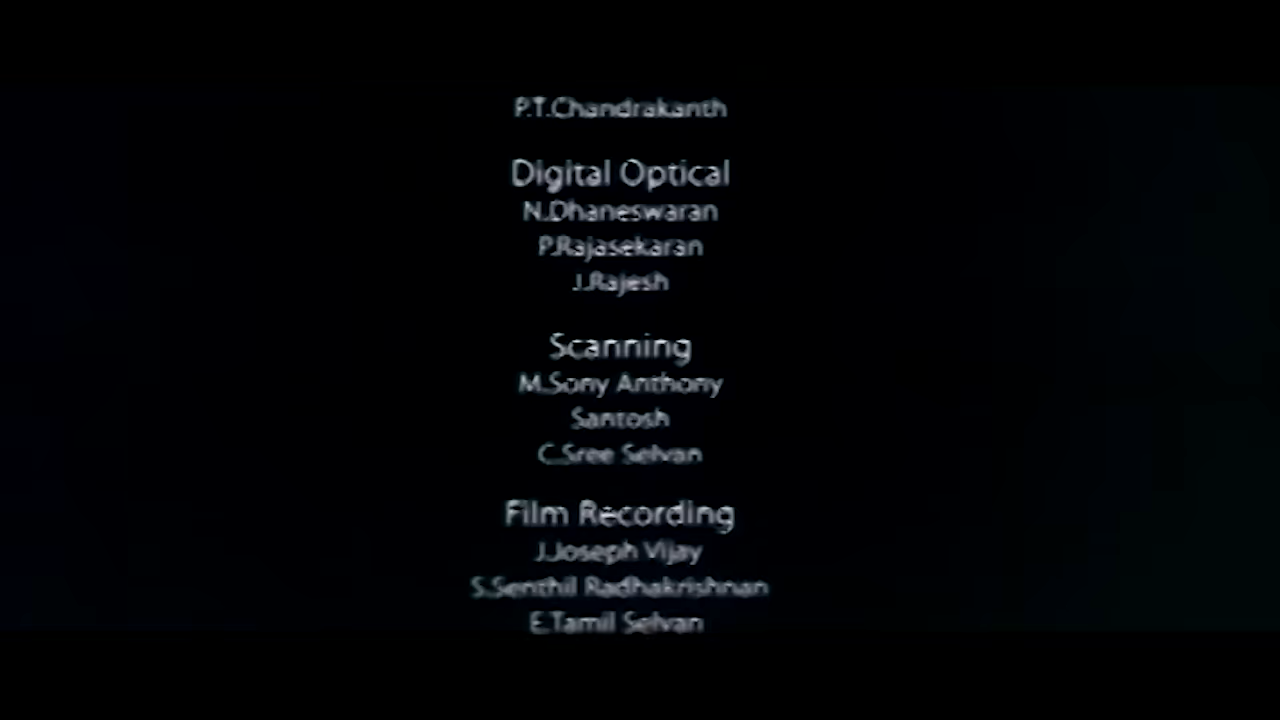 P.T.Chandrakanth
Digital Optical
N.Dhaneswaran
P.Rajasekaran
J.Rajesh
Scanning
M.Sony Anthony
Santosh
C.Sree Selvan
Film Recording
J.Joseph Vijay
S.Senthil Radhakrishnan
E.Tamil Selvan